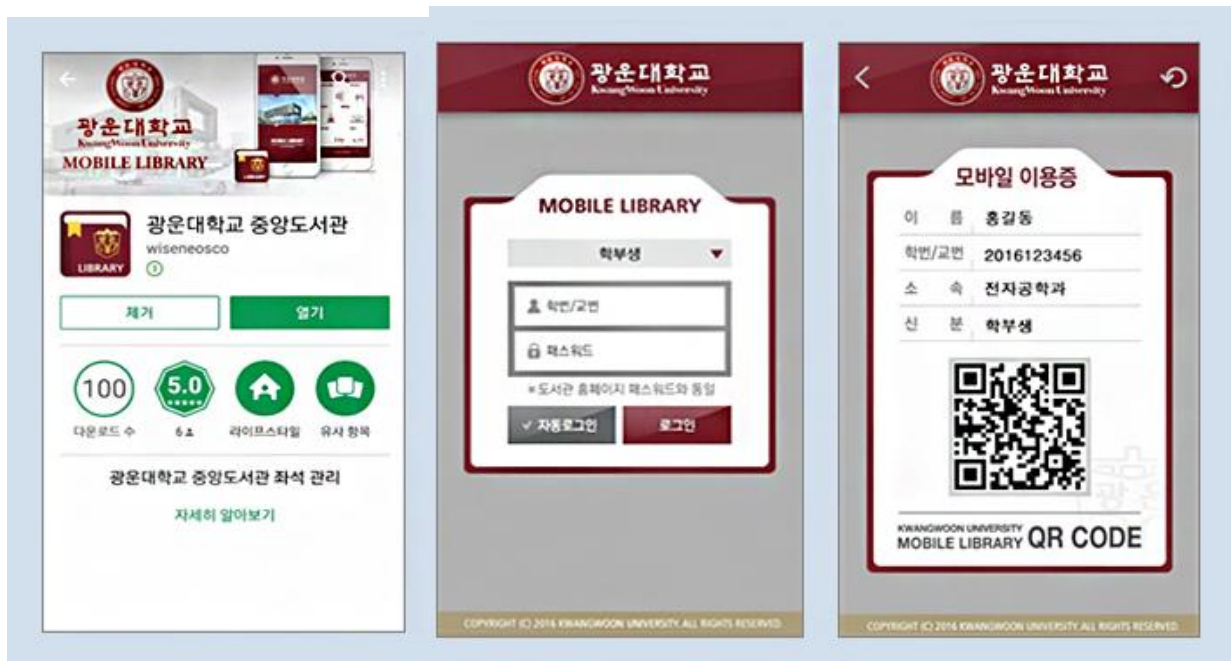 광운대학교
KwangWoon University
MOBILE LIBRARY
LIBRARY
광운대학교 중앙도서관
wiseneosco
제거
열기
100
5.0
다운로드 수
6
라이프스타일
유사 항목
광운대학교 중앙도서관 좌석 관리
자세히 알아보기
광운대학교
KwangWoon University
MOBILE LIBRARY
학부생
학번/교번
패스워드
*도서관 홈페이지 패스워드와 동일
자동로그인
로그인
COPYRIGHT (C) 2016 KWANGWOON UNIVERSITY. ALL RIGHTS RESERVED.
광운대학교
KwangWoon University
모바일 이용증
이 름 홍길동
학번/교번 2016123456
소 속 전자공학과
신 분 학부생
KWANGWOON UNIVERSITY
MOBILE LIBRARY QR CODE
COPYRIGHT (C) 2016 KWANGWOON UNIVERSITY. ALL RIGHTS RESERVED.